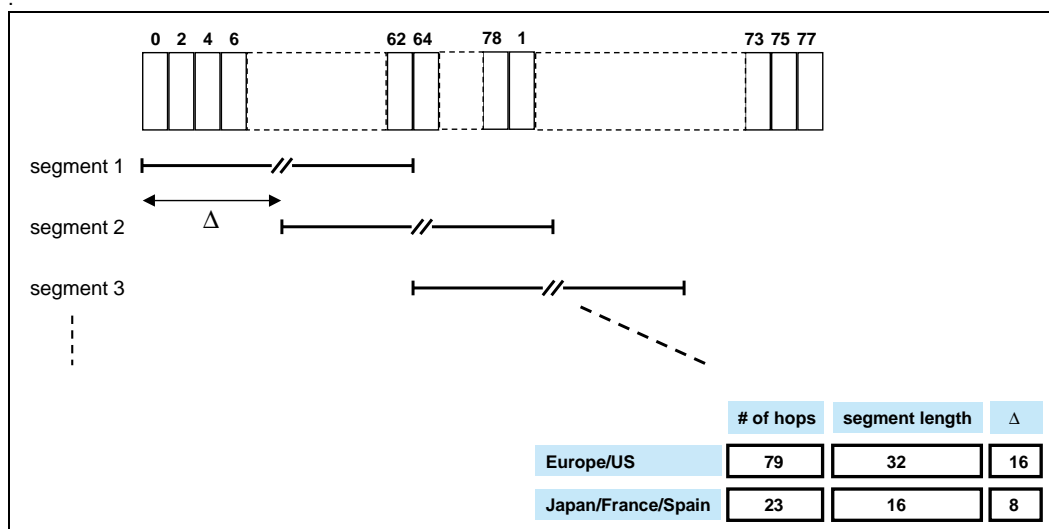 .
0 2 4 6 62 64 78 1 73 75 77
segment 1
Δ
segment 2
segment 3
# of hops segment length Δ
Europe/US 79 32 16
Japan/France/Spain 23 16 8